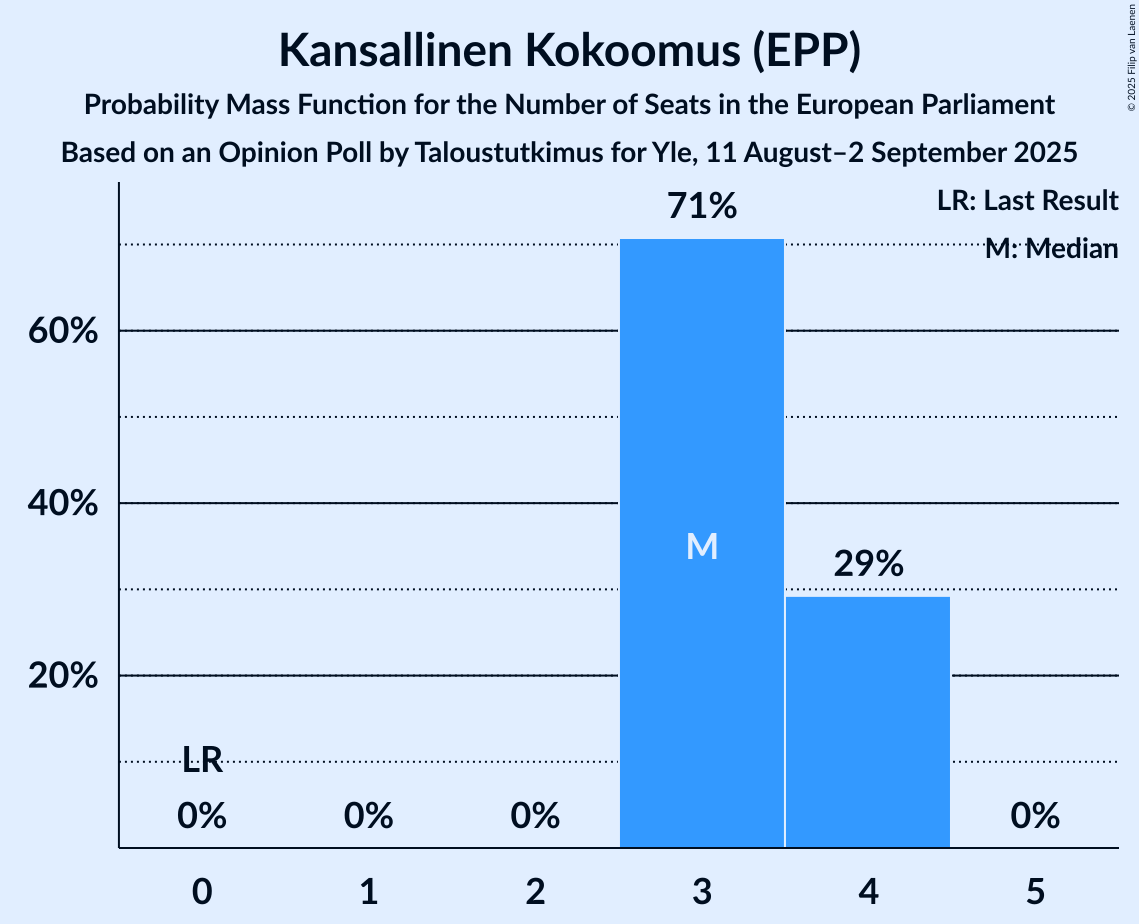 Kansallinen Kokoomus (EPP)
Probability Mass Function for the Number of Seats in the European Parliament
Based on an Opinion Poll by Taloustutkimus for Yle, 11 August–2 September 2025
© 2025 Filip van Laenen
LR: Last Result
M: Median
71%
60%
40%
M
29%
20%
LR
0% 0% 0% 0%
0 1 2 3 4 5